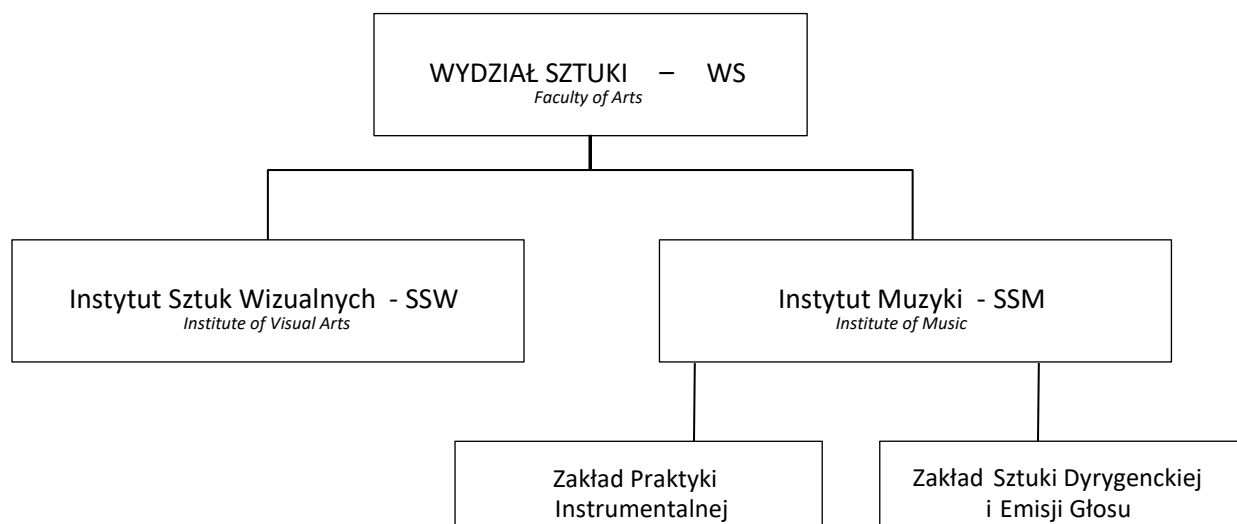 WYDZIAŁ SZTUKI – WS
Faculty of Arts
Instytut Sztuk Wizualnych - SSW
Institute of Visual Arts
Instytut Muzyki - SSM
Institute of Music
Zakład Praktyki
Instrumentalnej
Zakład Sztuki Dyrygenckiej
i Emisji Głosu